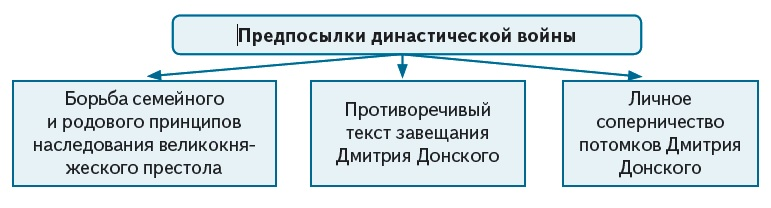 Предпосылки династической войны
Борьба семейного
и родового принципов
наследования великокня-
жеского престола
Противоречивый
текст завещания
Дмитрия Донского
Личное
соперничество
потомков Дмитрия
Донского